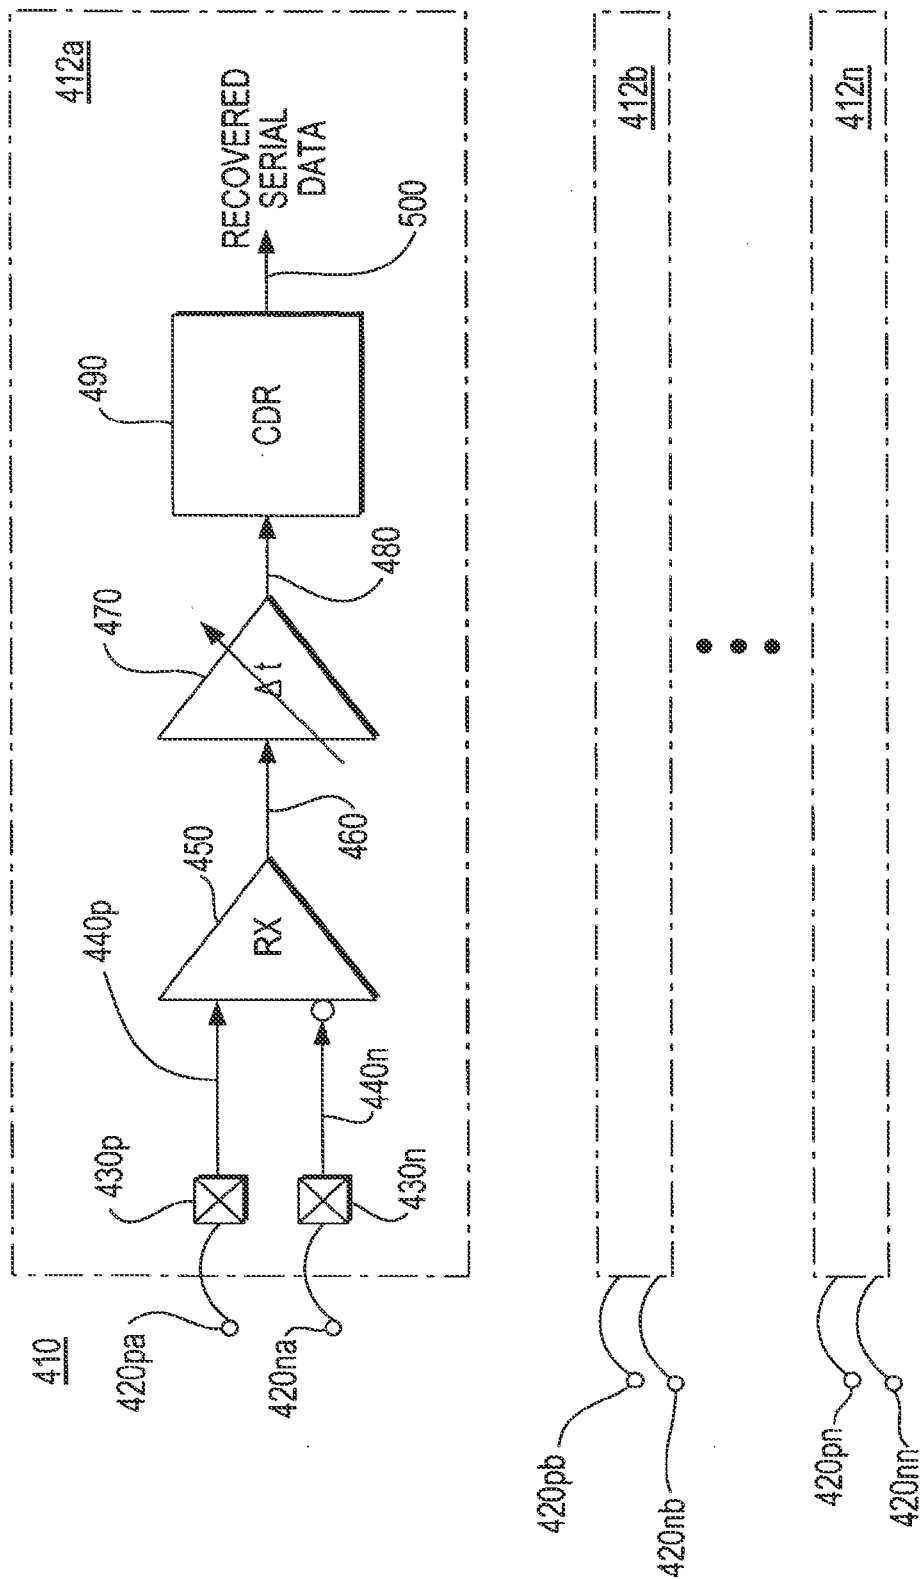 410
412a
420pa
420na
430p
430n
440p
440n
450
RX
460
470
Δt
480
490
CDR
500
RECOVERED
SERIAL
DATA
420pb
420nb
412b
420pn
420nn
412n